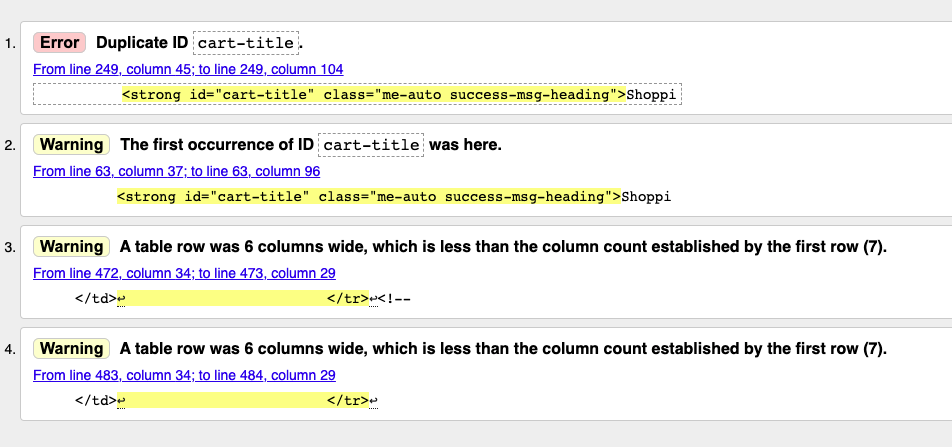 1. Error Duplicate ID cart-title.
From line 249, column 45; to line 249, column 104
<strong id="cart-title" class="me-auto success-msg-heading">Shoppi
2. Warning The first occurrence of ID cart-title was here.
From line 63, column 37; to line 63, column 96
<strong id="cart-title" class="me-auto success-msg-heading">Shoppi
3. Warning A table row was 6 columns wide, which is less than the column count established by the first row (7).
From line 472, column 34; to line 473, column 29
</td>↩ </tr>↩<!--
4. Warning A table row was 6 columns wide, which is less than the column count established by the first row (7).
From line 483, column 34; to line 484, column 29
</td>↩ </tr>↩